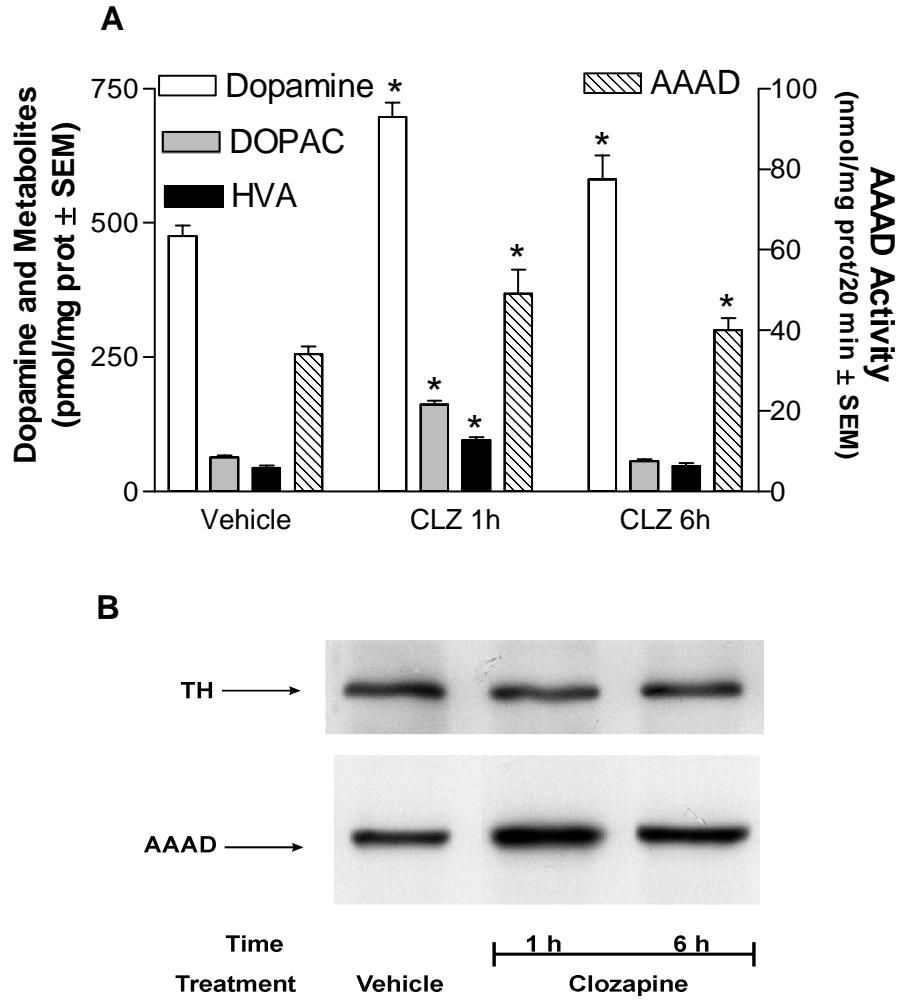 A
Dopamine and Metabolites
(pmol/mg prot ± SEM)
750
500
250
0
Dopamine
DOPAC
HVA
AAAD
*
*
*
*
*
*
100
80
60
40
20
0
AAAD Activity
(nmol/mg prot/20 min ± SEM)
Vehicle CLZ 1h CLZ 6h
B
TH
AAAD
Time 1 h 6 h
Treatment Vehicle Clozapine